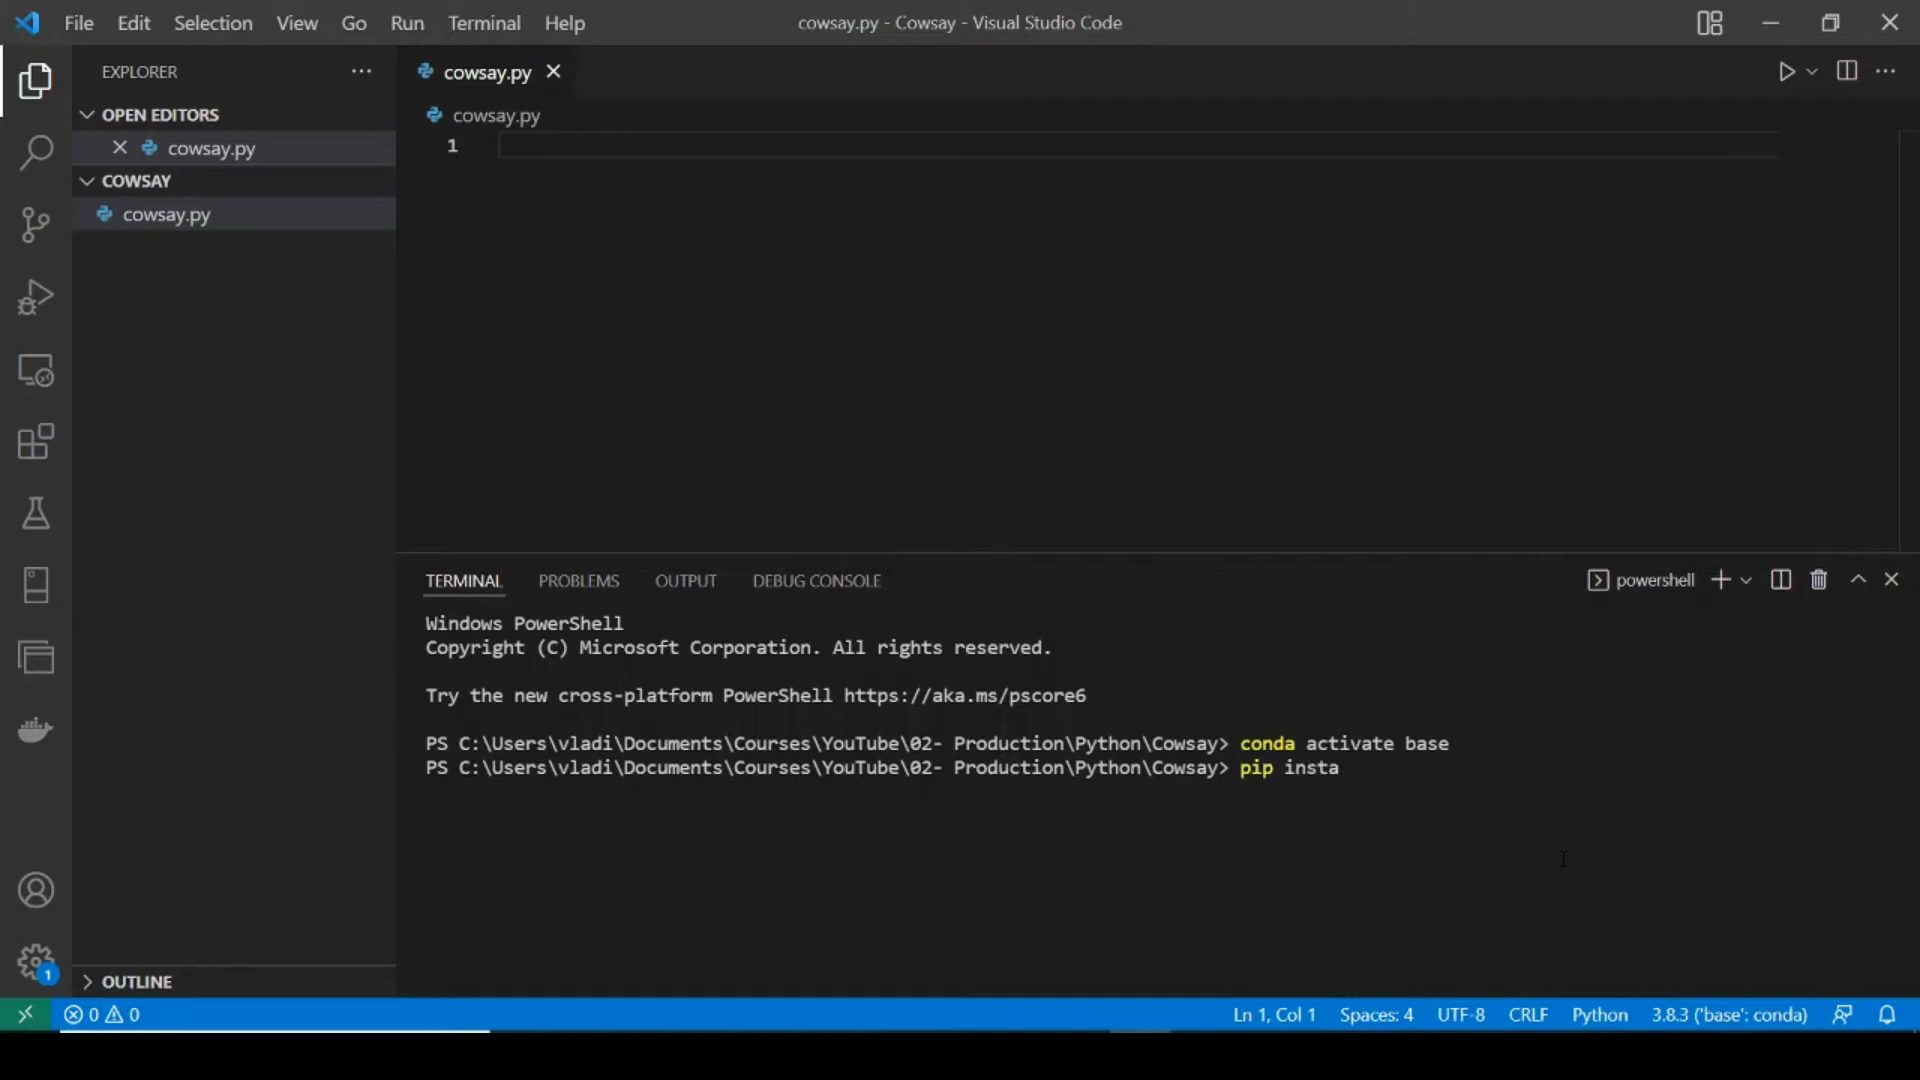 File Edit Selection View Go Run Terminal Help
cowsay.py - Cowsay - Visual Studio Code
EXPLORER
OPEN EDITORS
cowsay.py
COWSAY
cowsay.py
OUTLINE
cowsay.py
cowsay.py
1
TERMINAL PROBLEMS OUTPUT DEBUG CONSOLE
powershell
Windows PowerShell
Copyright (C) Microsoft Corporation. All rights reserved.
Try the new cross-platform PowerShell https://aka.ms/pscore6
PS C:\Users\vladi\Documents\Courses\YouTube\02- Production\Python\Cowsay> conda activate base
PS C:\Users\vladi\Documents\Courses\YouTube\02- Production\Python\Cowsay> pip insta
1
0 0
Ln 1, Col 1 Spaces: 4 UTF-8 CRLF Python 3.8.3 ('base': conda)